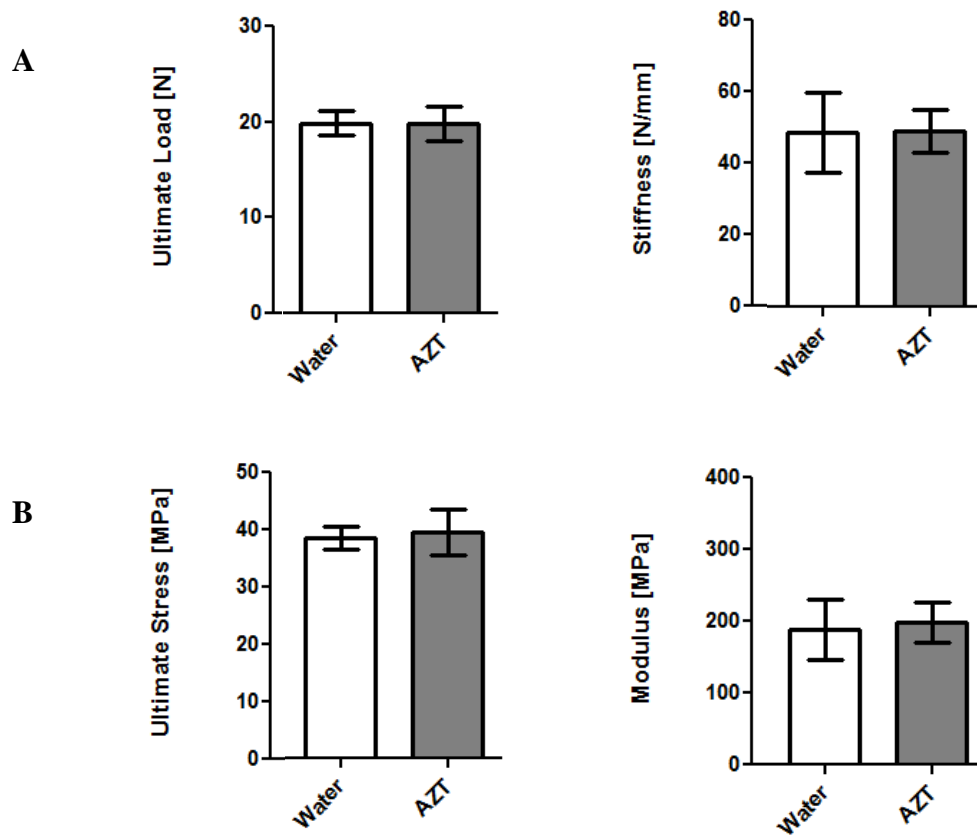 A
Ultimate Load [N]
30
20
10
0
Water
AZT
Stiffness [N/mm]
80
60
40
20
0
Water
AZT
B
Ultimate Stress [MPa]
50
40
30
20
10
0
Water
AZT
Modulus [MPa]
400
300
200
100
0
Water
AZT